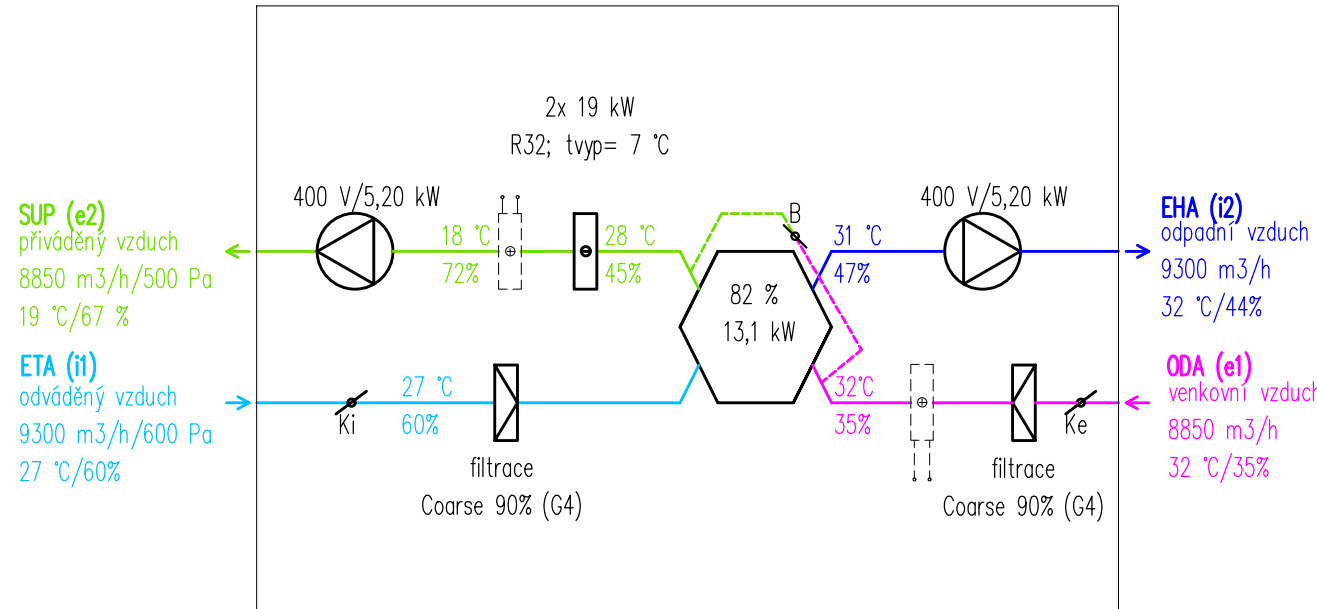 2x 19 kW
R32; tvyp= 7 °C
400 V/5,20 kW
400 V/5,20 kW
SUP (e2)
přiváděný vzduch
8850 m3/h/500 Pa
19 °C/67 %
18 °C
72%
28 °C
45%
B
31 °C
47%
EHA (i2)
odpadní vzduch
9300 m3/h
32 °C/44%
82 %
13,1 kW
ETA (i1)
odváděný vzduch
9300 m3/h/600 Pa
27 °C/60%
Ki
27 °C
60%
filtrace
Coarse 90% (G4)
32°C
35%
filtrace
Coarse 90% (G4)
Ke
ODA (e1)
venkovní vzduch
8850 m3/h
32 °C/35%